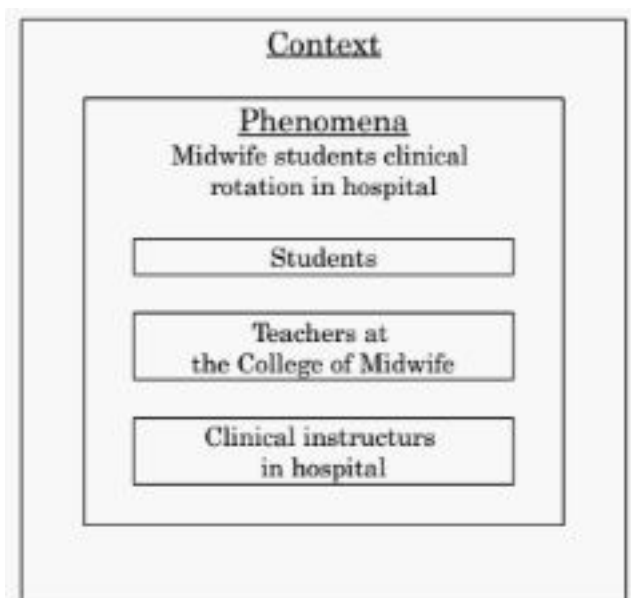 Context
Phenomena
Midwife students clinical
rotation in hospital
Students
Teachers at
the College of Midwife
Clinical instructurs
in hospital